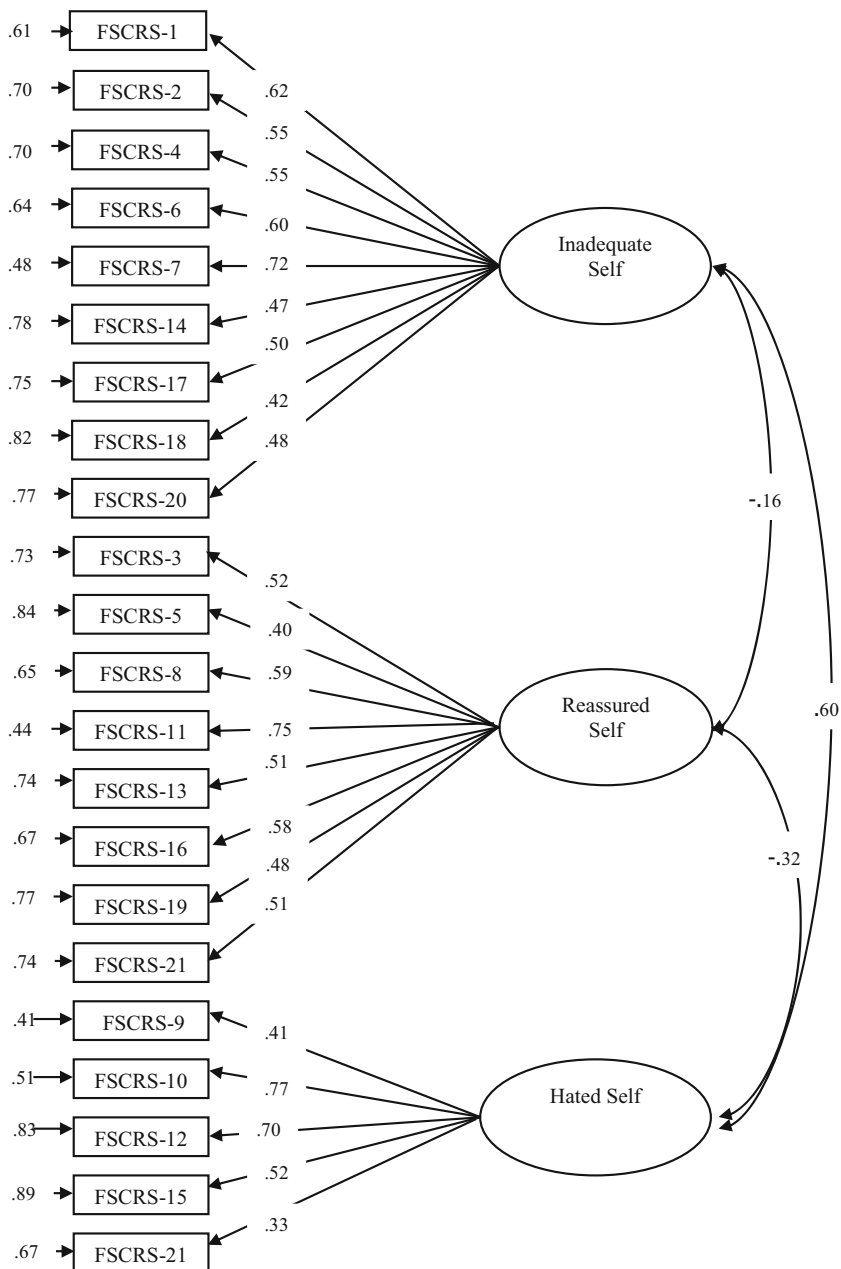 .61 FSCRS-1
.70 FSCRS-2 .62
.55
.70 FSCRS-4
.55
.64 FSCRS-6
.60
.48 FSCRS-7 .72
Inadequate
Self
.47
.78 FSCRS-14
.50
.75 FSCRS-17
.42
.82 FSCRS-18
.48
.77 FSCRS-20
-.16
.73 FSCRS-3
.52
.84 FSCRS-5
.40
.65 FSCRS-8 .59
.60
.44 FSCRS-11 .75
Reassured
Self
.51
.74 FSCRS-13
.58
.67 FSCRS-16
-.32
.48
.77 FSCRS-19
.51
.74 FSCRS-21
.41 FSCRS-9
.41
.51 FSCRS-10
.77
Hated Self
.83 FSCRS-12 .70
.52
.89 FSCRS-15
.33
.67 FSCRS-21